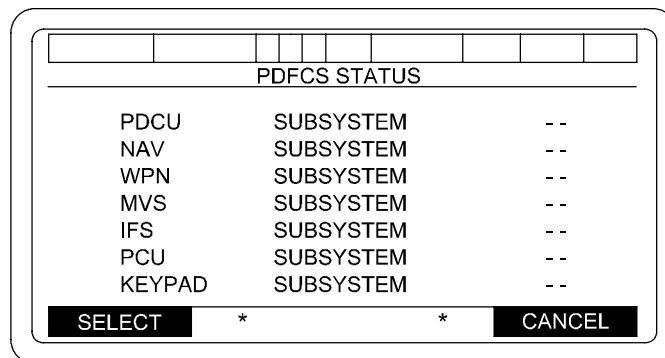 PDFCS STATUS
PDCU SUBSYSTEM - -
NAV SUBSYSTEM - -
WPN SUBSYSTEM - -
MVS SUBSYSTEM - -
IFS SUBSYSTEM - -
PCU SUBSYSTEM - -
KEYPAD SUBSYSTEM - -
SELECT * * CANCEL